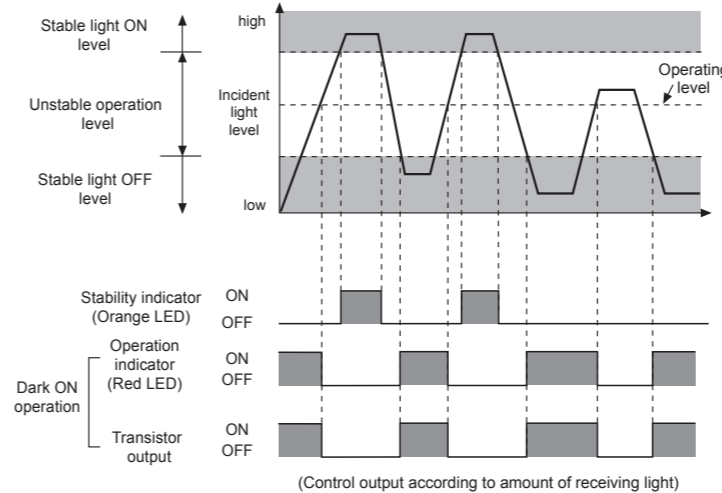 Stable light ON
level
Unstable operation
level
Stable light OFF
level
high
Incident
light
level
low
Operating
level
Stability indicator
(Orange LED)
ON
OFF
Dark ON
operation
Operation
indicator
(Red LED)
ON
OFF
Transistor
output
ON
OFF
(Control output according to amount of receiving light)